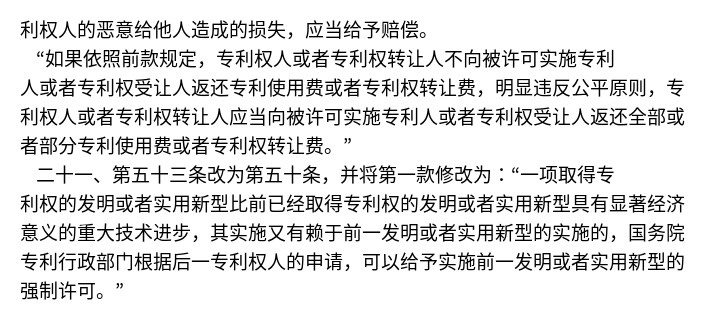 利权人的恶意给他人造成的损失，应当给予赔偿。
“如果依照前款规定，专利权人或者专利权转让人不向被许可实施专利
人或者专利权受让人返还专利使用费或者专利权转让费，明显违反公平原则，专
利权人或者专利权转让人应当向被许可实施专利人或者专利权受让人返还全部或
者部分专利使用费或者专利权转让费。”
二十一、第五十三条改为第五十条，并将第一款修改为：“一项取得专
利权的发明或者实用新型比前已经取得专利权的发明或者实用新型具有显著经济
意义的重大技术进步，其实施又有赖于前一发明或者实用新型的实施的，国务院
专利行政部门根据后一专利权人的申请，可以给予实施前一发明或者实用新型的
强制许可。”